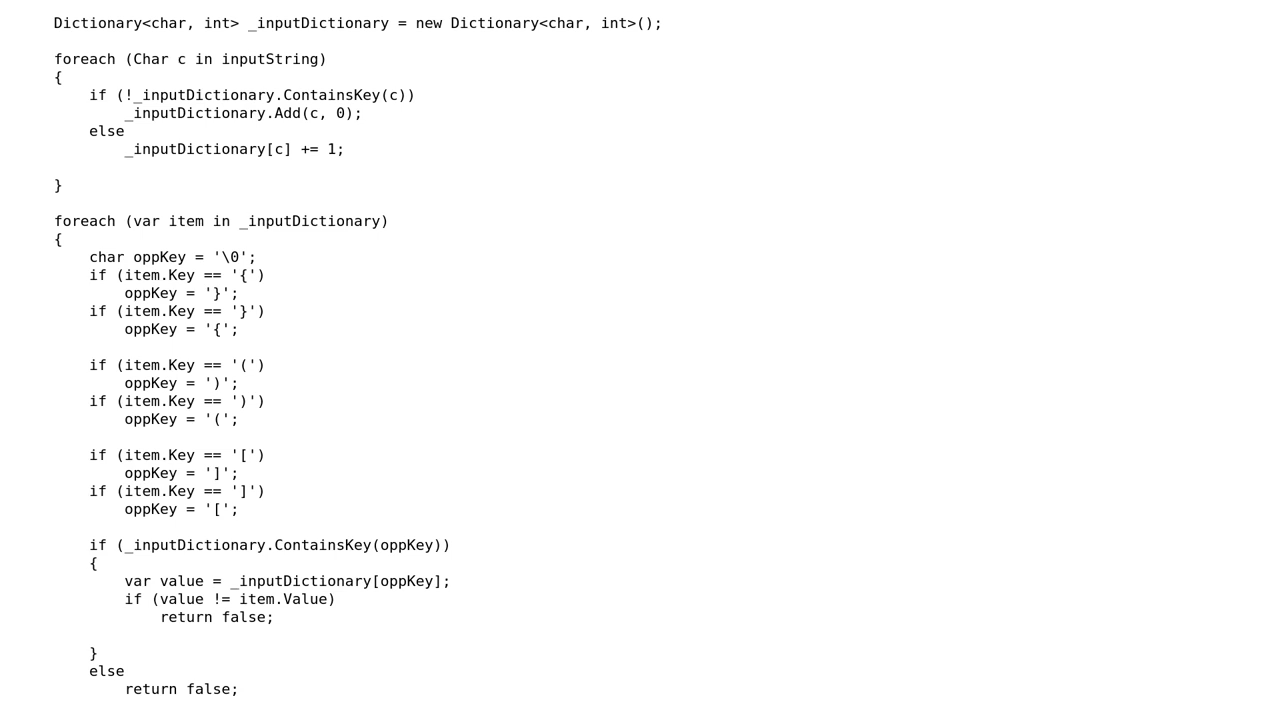 Dictionary<char, int> _inputDictionary = new Dictionary<char, int>();

foreach (Char c in inputString)
{
    if (!_inputDictionary.ContainsKey(c))
        _inputDictionary.Add(c, 0);
    else
        _inputDictionary[c] += 1;

}

foreach (var item in _inputDictionary)
{
    char oppKey = '\0';
    if (item.Key == '{')
        oppKey = '}';
    if (item.Key == '}')
        oppKey = '{';

    if (item.Key == '(')
        oppKey = ')';
    if (item.Key == ')')
        oppKey = '(';

    if (item.Key == '[')
        oppKey = ']';
    if (item.Key == ']')
        oppKey = '[';

    if (_inputDictionary.ContainsKey(oppKey))
    {
        var value = _inputDictionary[oppKey];
        if (value != item.Value)
            return false;

    }
    else
        return false;